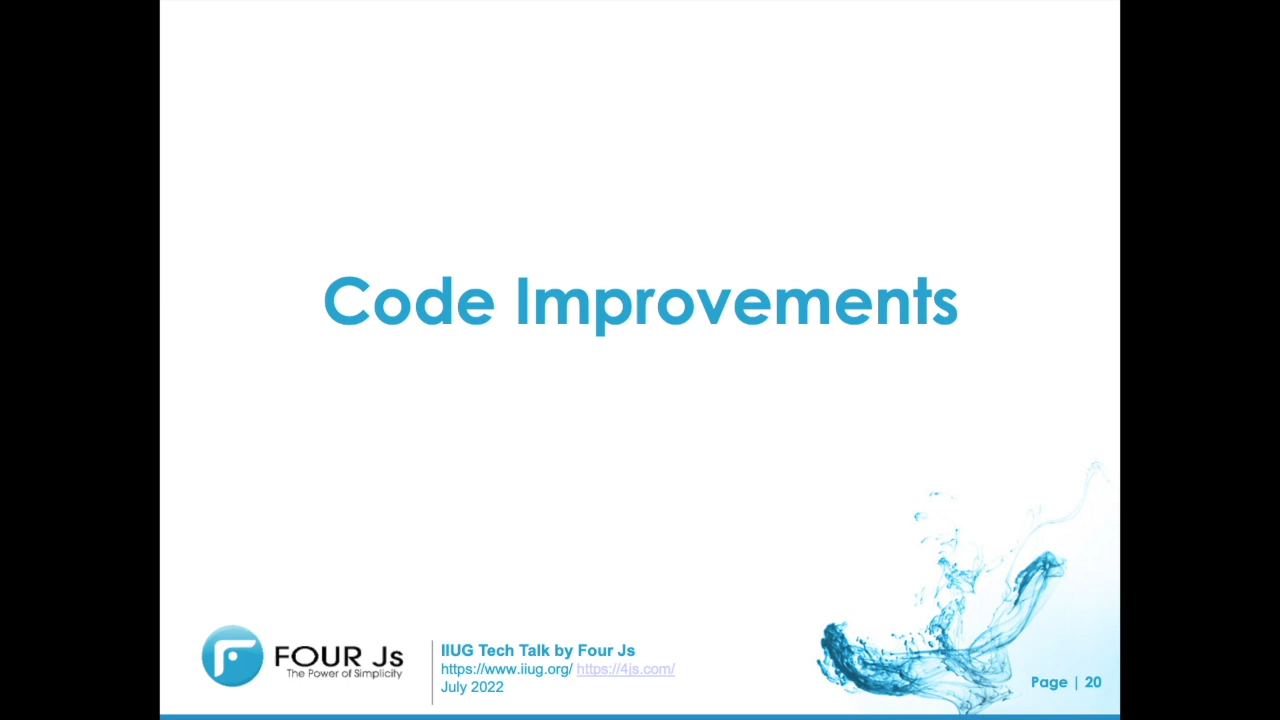 Code Improvements
FOUR Js
The Power of Simplicity
IIUG Tech Talk by Four Js
https://www.iiug.org/ https://4js.com/
July 2022
Page | 20